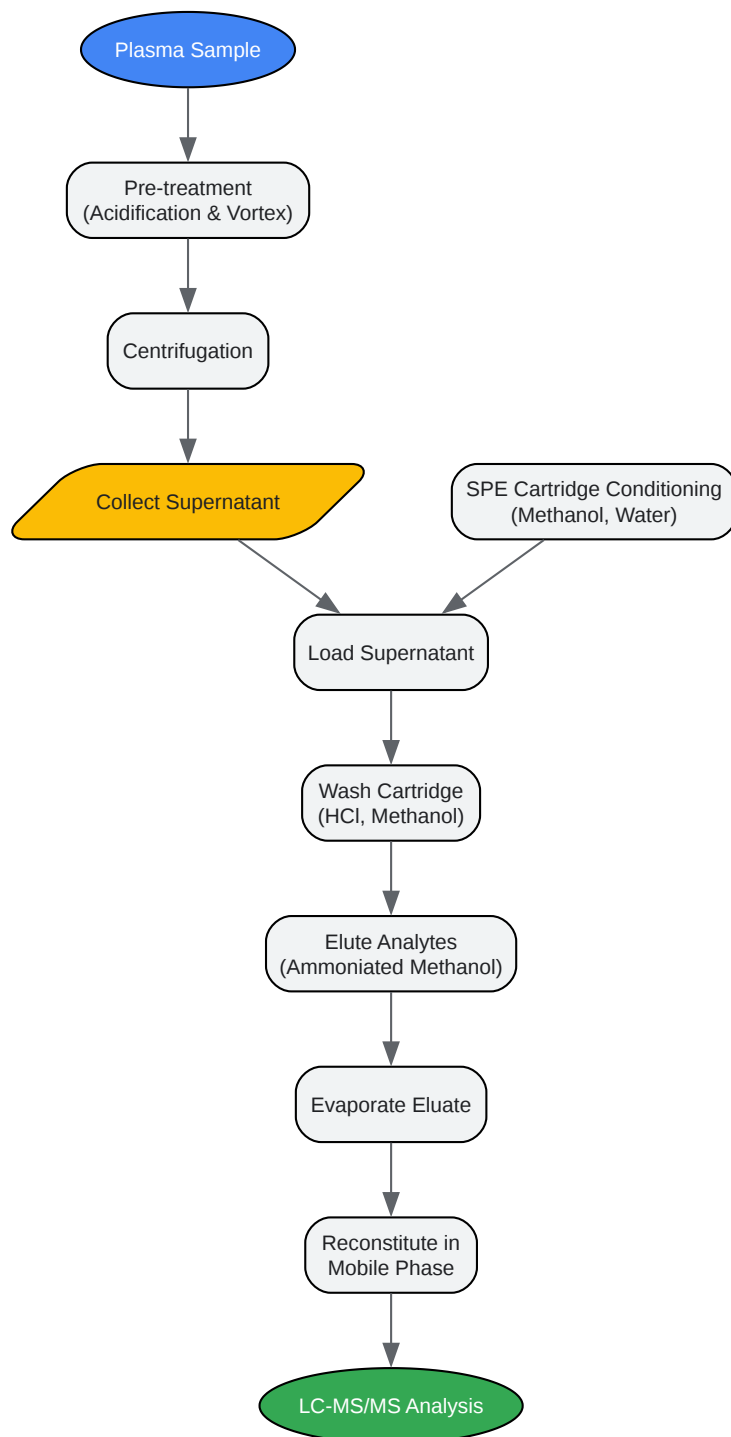 Plasma Sample
Pre-treatment
(Acidification & Vortex)
Centrifugation
Collect Supernatant
SPE Cartridge Conditioning
(Methanol, Water)
Load Supernatant
Wash Cartridge
(HCl, Methanol)
Elute Analytes
(Ammoniated Methanol)
Evaporate Eluate
Reconstitute in
Mobile Phase
LC-MS/MS Analysis